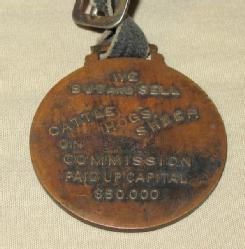 WE
BUY AND SELL
CATTLE HOGS SHEEP
ON
COMMISSION
PAID UP CAPITAL
$50.000